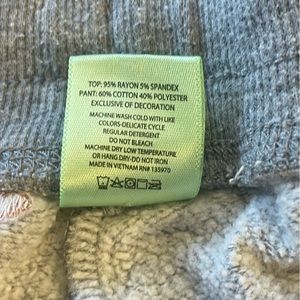 TOP: 95% RAYON 5% SPANDEX
PANT: 60% COTTON 40% POLYESTER
EXCLUSIVE OF DECORATION
MACHINE WASH COLD WITH LIKE
COLORS-DELICATE CYCLE
REGULAR DETERGENT
DO NOT BLEACH
MACHINE DRY LOW TEMPERATURE
OR HANG DRY-DO NOT IRON
MADE IN VIETNAM RN# 135970